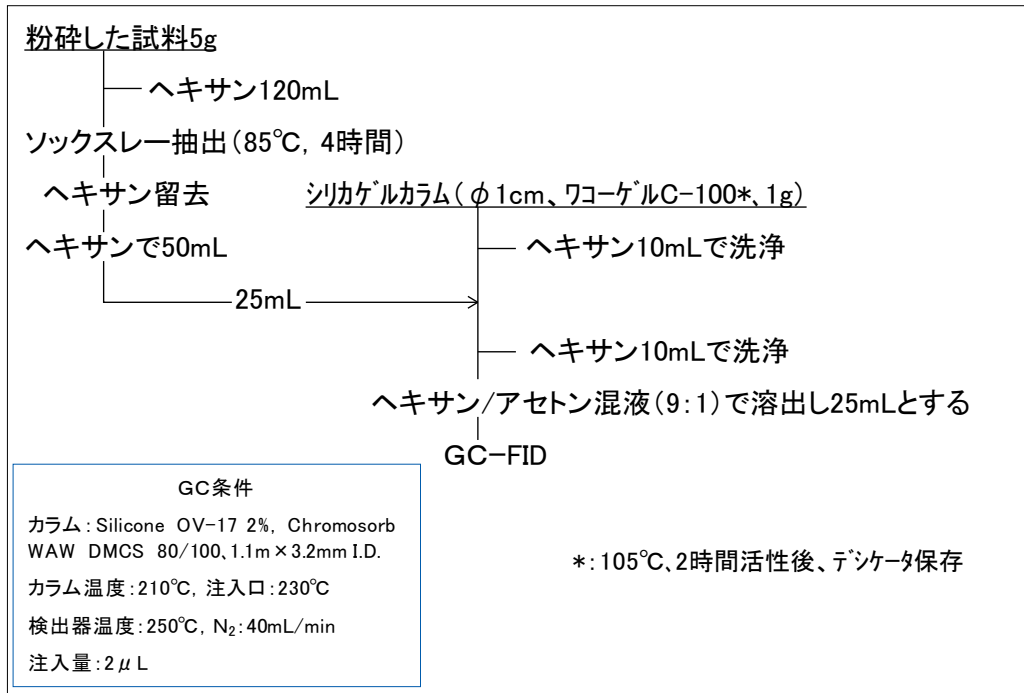 粉砕した試料5g
ヘキサン120mL
ソックスレー抽出(85℃, 4時間)
ヘキサン留去
シリカゲルカラム(φ1cm、ワコーゲルC-100*、1g)
ヘキサンで50mL
ヘキサン10mLで洗浄
25mL
ヘキサン10mLで洗浄
ヘキサン/アセトン混液(9:1)で溶出し25mLとする
GC-FID
GC条件
カラム:Silicone OV-17 2%, Chromosorb
WAW DMCS 80/100、1.1m×3.2mm I.D.
カラム温度:210℃, 注入口:230℃
検出器温度:250℃, N₂:40mL/min
注入量:2μL
*:105℃、2時間活性後、デシケータ保存